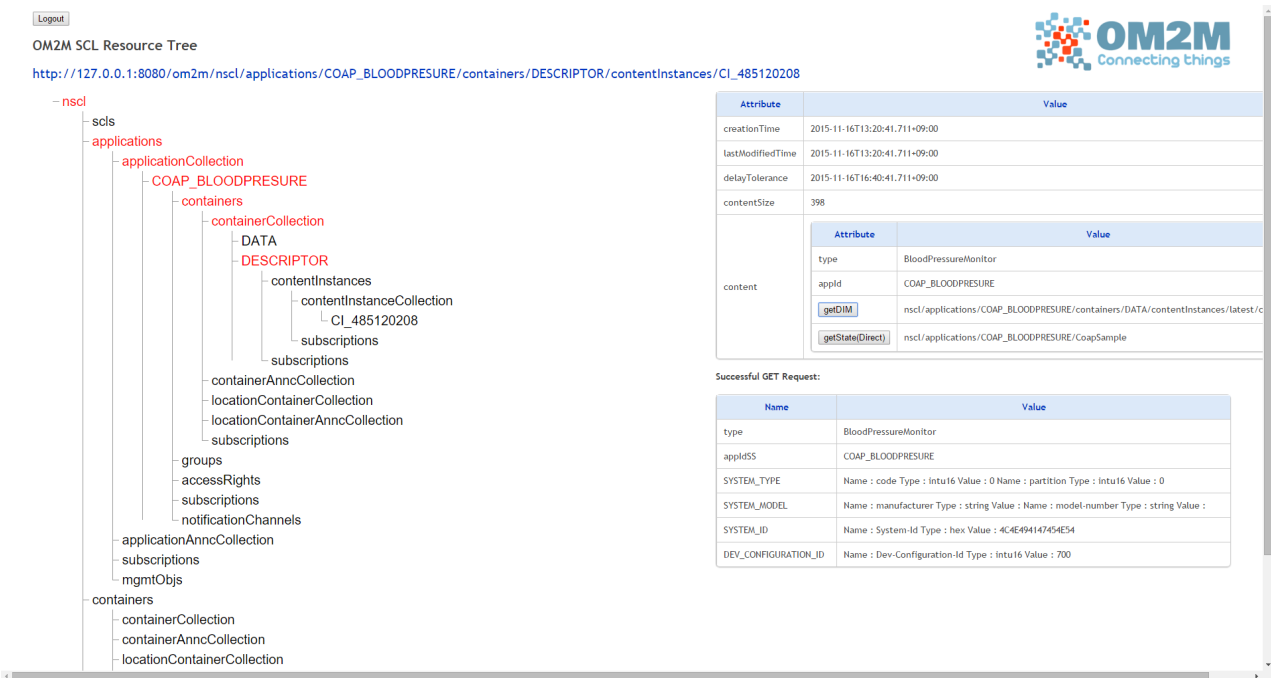 Logout
OM2M SCL Resource Tree
OM2M
Connecting things
http://127.0.0.1:8080/om2m/nscl/applications/COAP_BLOODPRESURE/containers/DESCRIPTOR/contentInstances/CI_485120208
nscl
scls
applications
applicationCollection
COAP_BLOODPRESURE
containers
containerCollection
DATA
DESCRIPTOR
contentInstances
contentInstanceCollection
CI_485120208
subscriptions
subscriptions
containerAnncCollection
locationContainerCollection
locationContainerAnncCollection
subscriptions
groups
accessRights
subscriptions
notificationChannels
applicationAnncCollection
subscriptions
mgmtObjs
containers
containerCollection
containerAnncCollection
locationContainerCollection
Attribute Value
creationTime 2015-11-16T13:20:41.711+09:00
lastModifiedTime 2015-11-16T13:20:41.711+09:00
delayTolerance 2015-11-16T16:40:41.711+09:00
contentSize 398
content
Attribute Value
type BloodPressureMonitor
appId COAP_BLOODPRESURE
getDIM nscl/applications/COAP_BLOODPRESURE/containers/DATA/contentInstances/latest/c
getState(Direct) nscl/applications/COAP_BLOODPRESURE/CoapSample
Successful GET Request:
Name Value
type BloodPressureMonitor
appIdSS COAP_BLOODPRESURE
SYSTEM_TYPE Name : code Type : intu16 Value : 0 Name : partition Type : intu16 Value : 0
SYSTEM_MODEL Name : manufacturer Type : string Value : Name : model-number Type : string Value :
SYSTEM_ID Name : System-Id Type : hex Value : 4C4E494147454E54
DEV_CONFIGURATION_ID Name : Dev-Configuration-Id Type : intu16 Value : 700